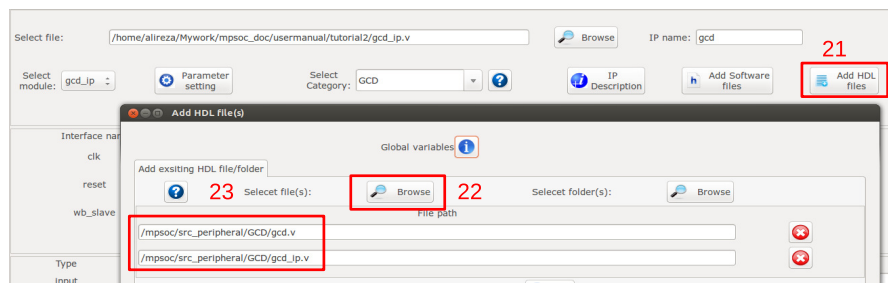 Select file: /home/alireza/Mywork/mpsoc_doc/usermanual/tutorial2/gcd_ip.v Browse IP name: gcd
21
Select module: gcd_ip Parameter setting Select Category: GCD ? i IP Description h Add Software files Add HDL files
Add HDL file(s)
Interface nar
Global variables i
clk
Add exsiting HDL file/folder
reset
? 23 Selecet file(s): Browse 22 Selecet folder(s): Browse
wb_slave
File path
/mpsoc/src_peripheral/GCD/gcd.v
/mpsoc/src_peripheral/GCD/gcd_ip.v
Type
input